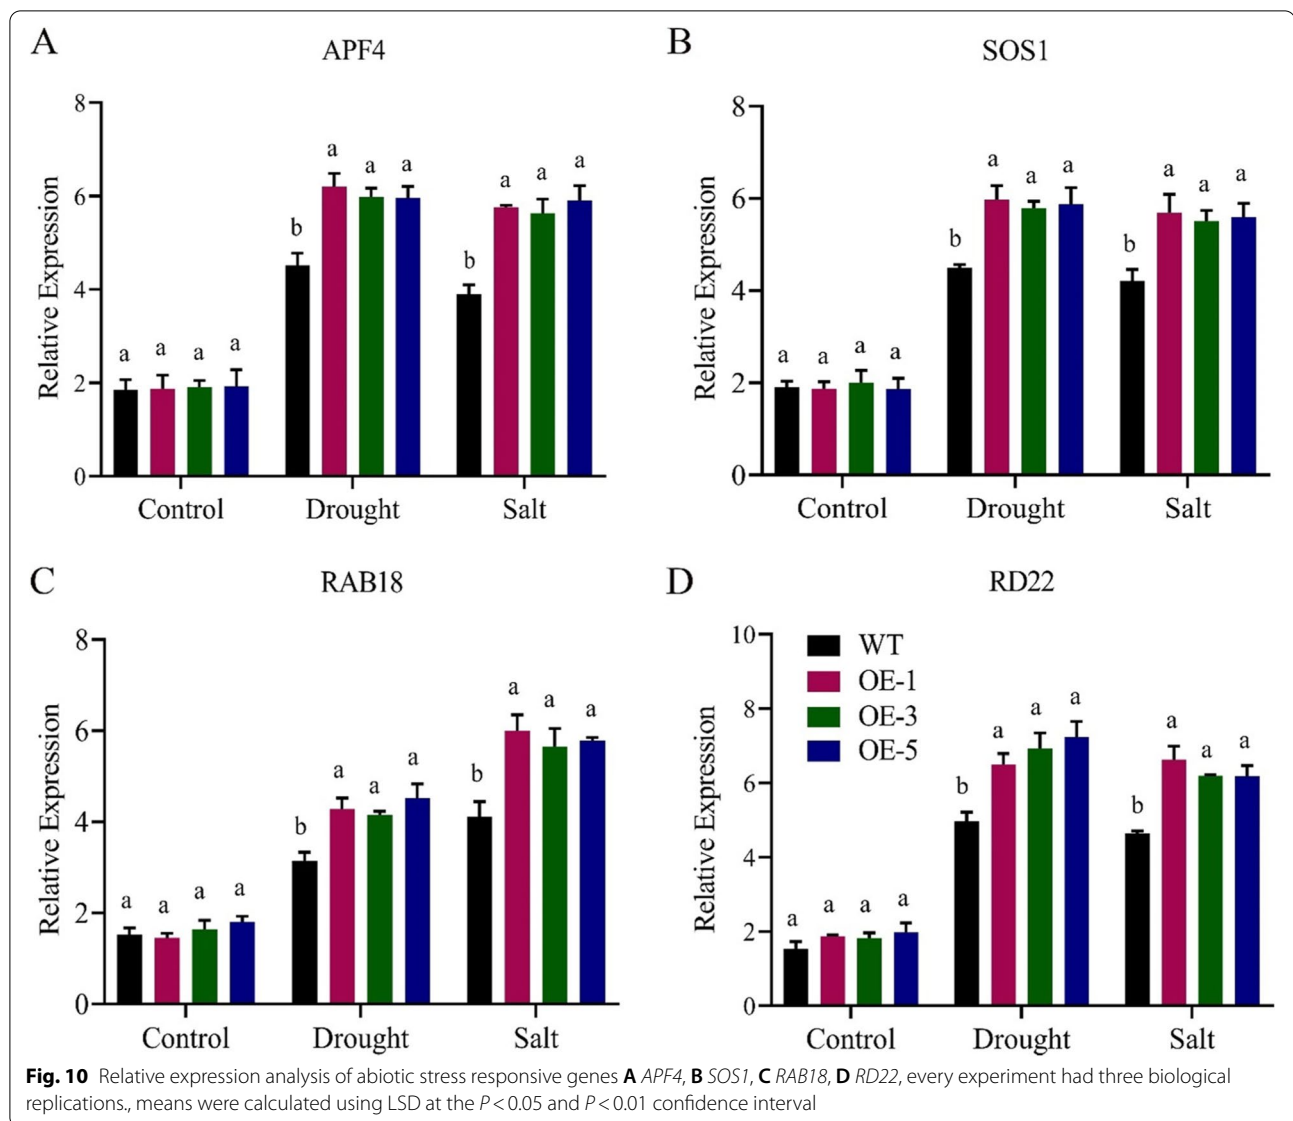 A
APF4
8
6
4
2
0
Relative Expression
a a a a
b a a a
b a a a
Control Drought Salt
B
SOS1
8
6
4
2
0
Relative Expression
a a a a
b a a a
b a a a
Control Drought Salt
C
RAB18
8
6
4
2
0
Relative Expression
a a a a
b a a a
b a a a
Control Drought Salt
D
RD22
10
8
6
4
2
0
Relative Expression
WT
OE-1
OE-3
OE-5
a a a a
b a a a
b a a a
Control Drought Salt
Fig. 10 Relative expression analysis of abiotic stress responsive genes A APF4, B SOS1, C RAB18, D RD22, every experiment had three biological
replications., means were calculated using LSD at the P < 0.05 and P < 0.01 confidence interval